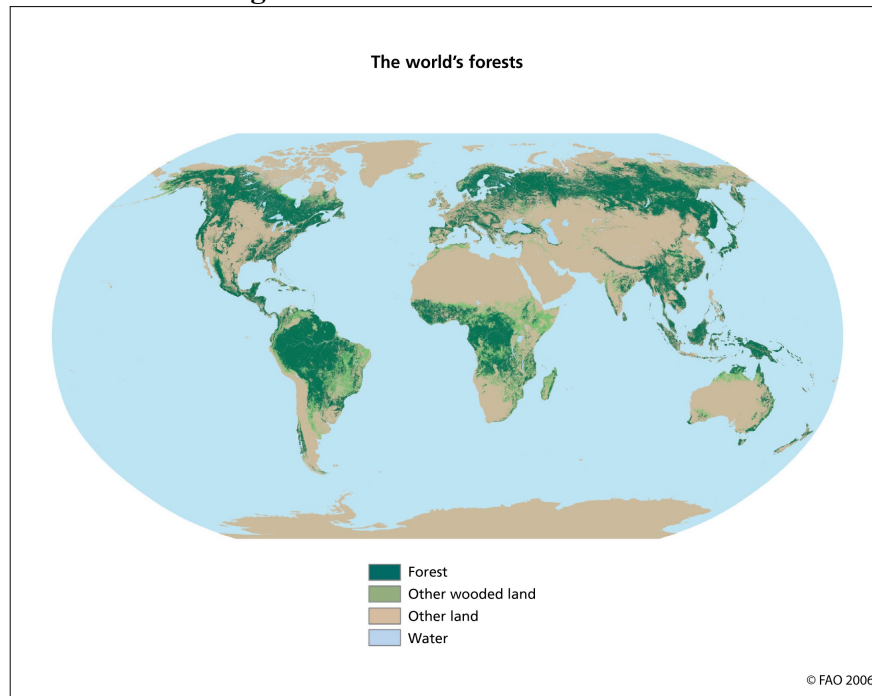 The world's forests
Forest
Other wooded land
Other land
Water
© FAO 2006